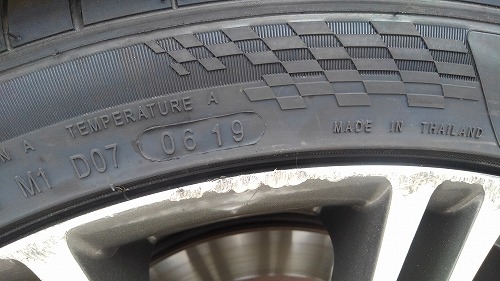 N A TEMPERATURE A
M1 D07 0619 MADE IN THAILAND